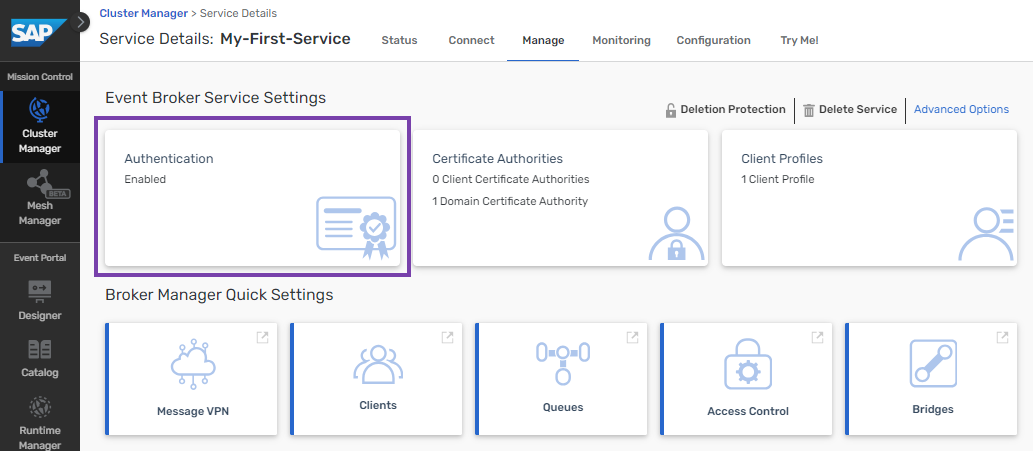 SAP
Cluster Manager > Service Details
Service Details: My-First-Service
Status
Connect
Manage
Monitoring
Configuration
Try Me!
Mission Control
Cluster
Manager
BETA
Mesh
Manager
Event Portal
Designer
Catalog
Runtime
Manager
Event Broker Service Settings
Deletion Protection
Delete Service
Advanced Options
Authentication
Enabled
Certificate Authorities
0 Client Certificate Authorities
1 Domain Certificate Authority
Client Profiles
1 Client Profile
Broker Manager Quick Settings
Message VPN
Clients
Queues
Access Control
Bridges